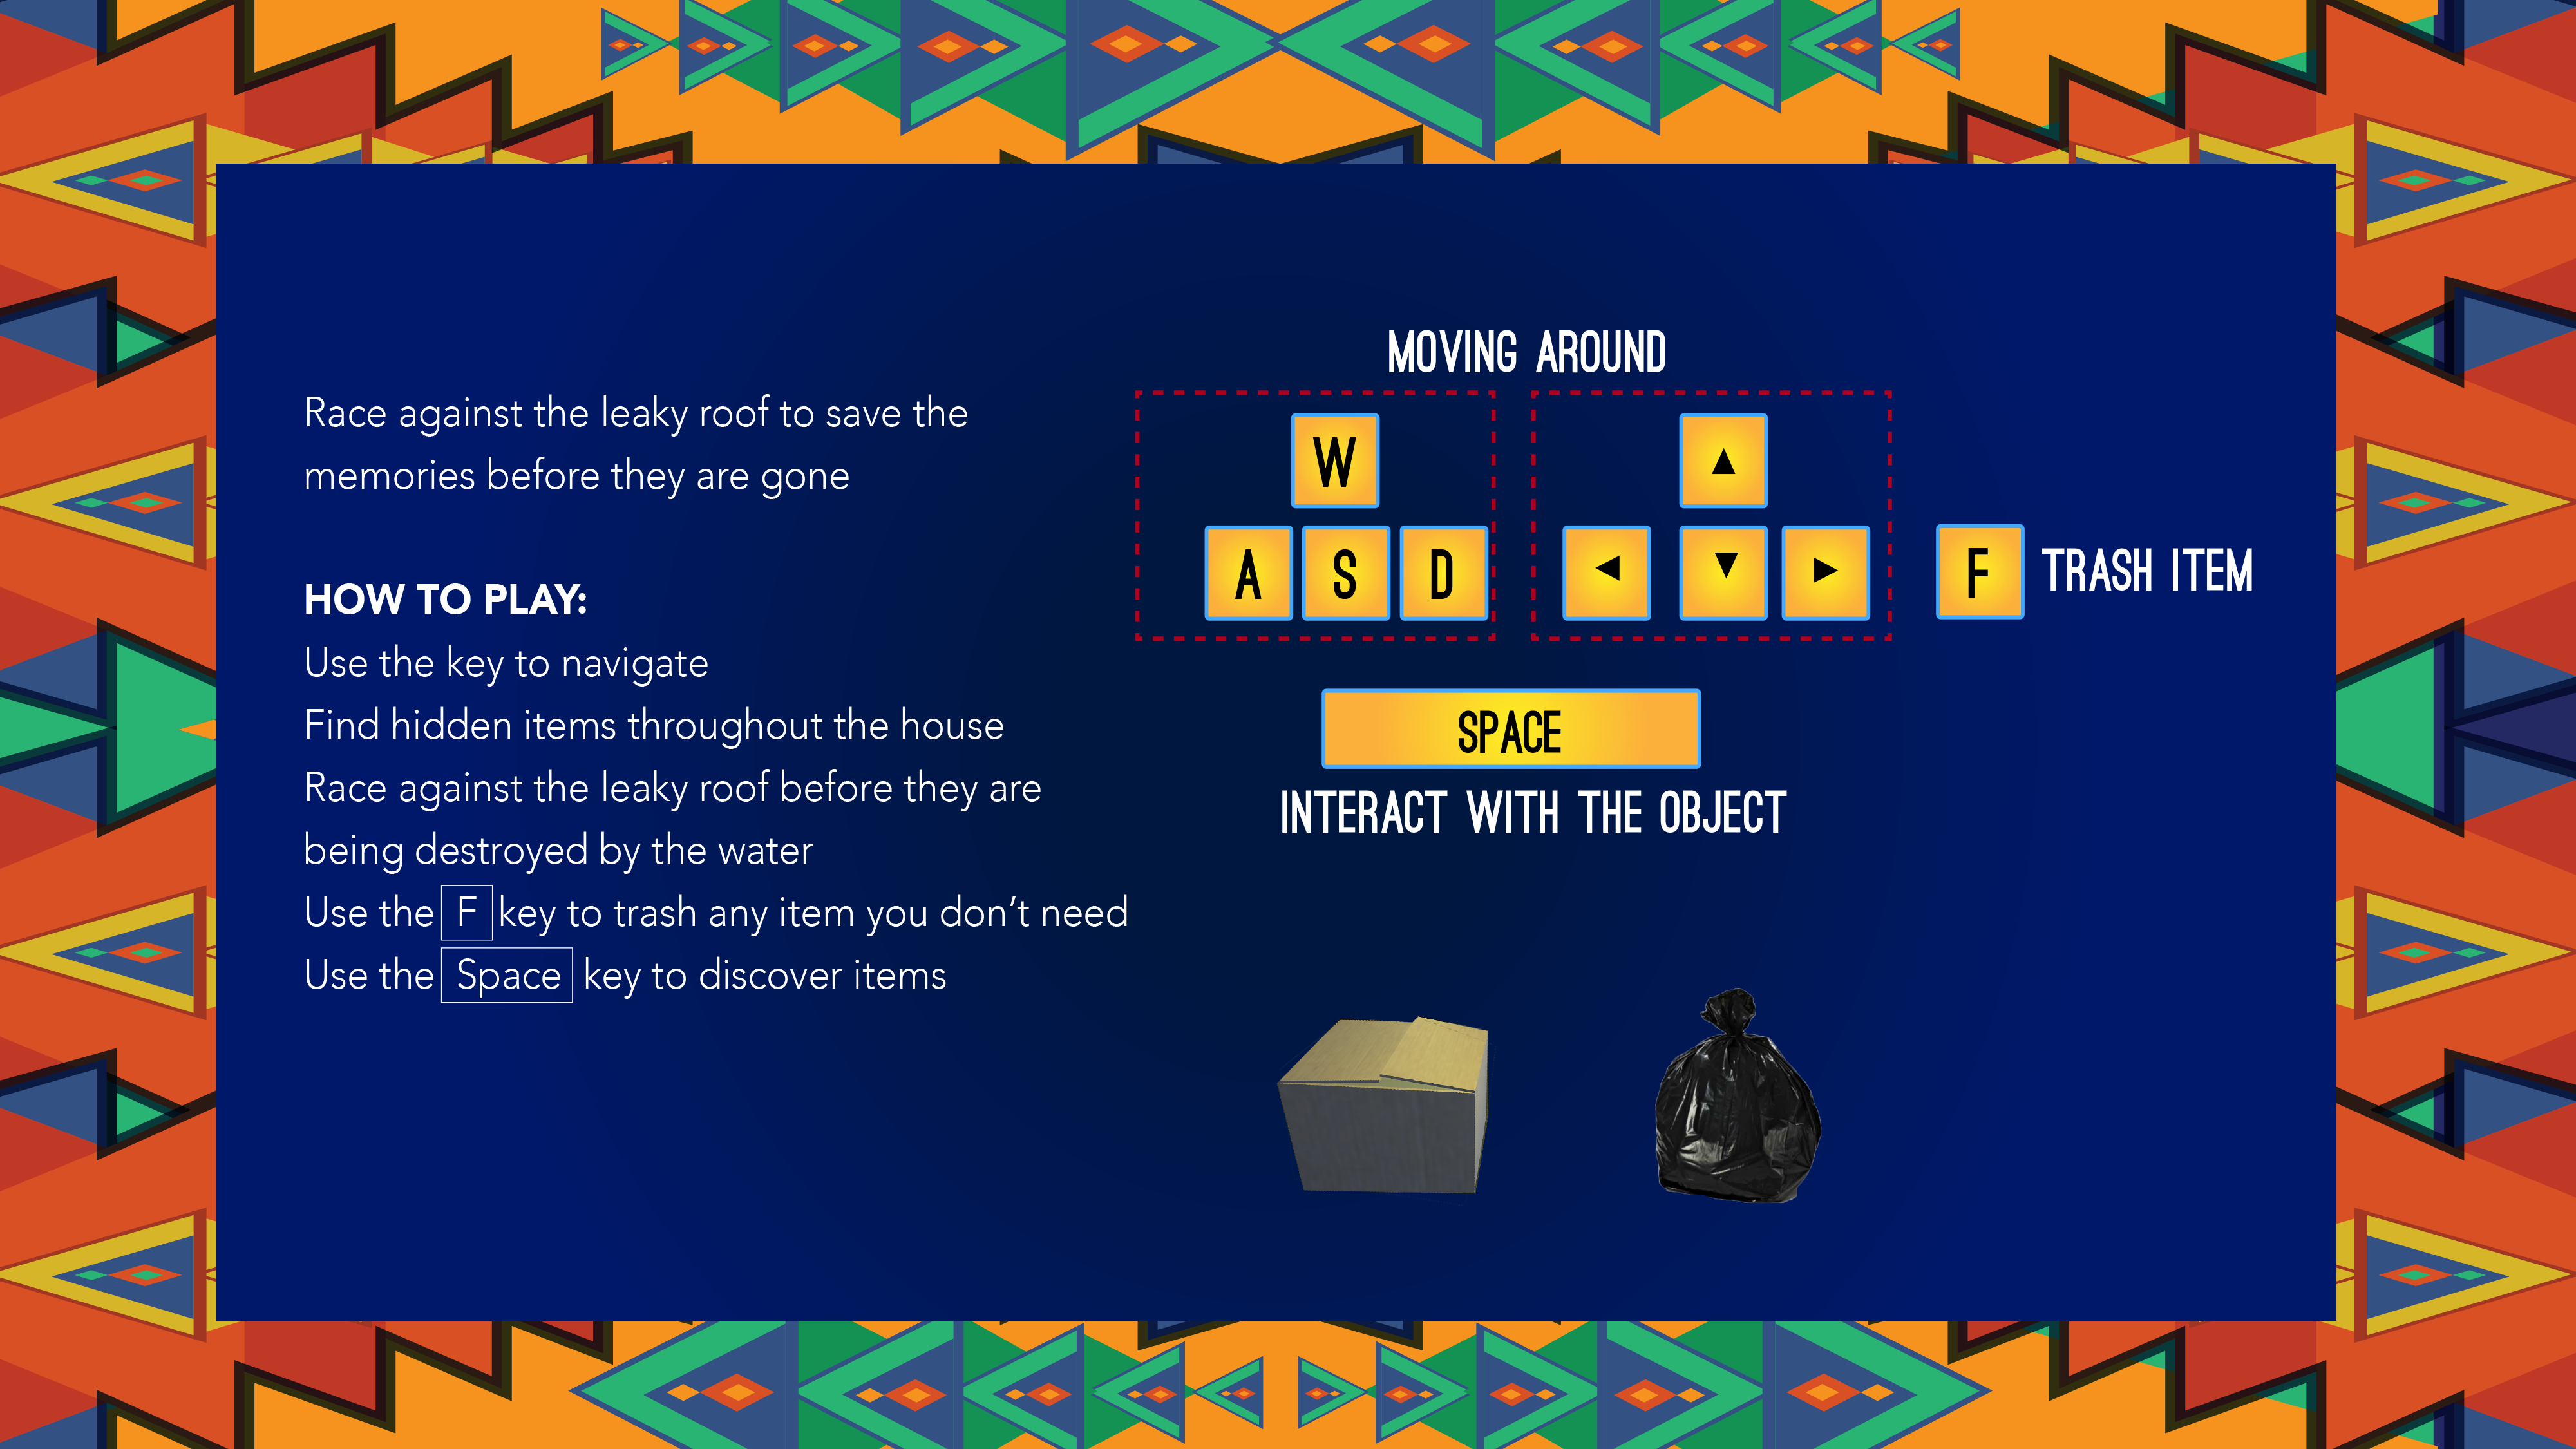 Race against the leaky roof to save the
memories before they are gone
HOW TO PLAY:
Use the key to navigate
Find hidden items throughout the house
Race against the leaky roof before they are
being destroyed by the water
Use the F key to trash any item you don’t need
Use the Space key to discover items
MOVING AROUND
W
A S D
▲
◄ ▼ ►
F TRASH ITEM
SPACE
INTERACT WITH THE OBJECT